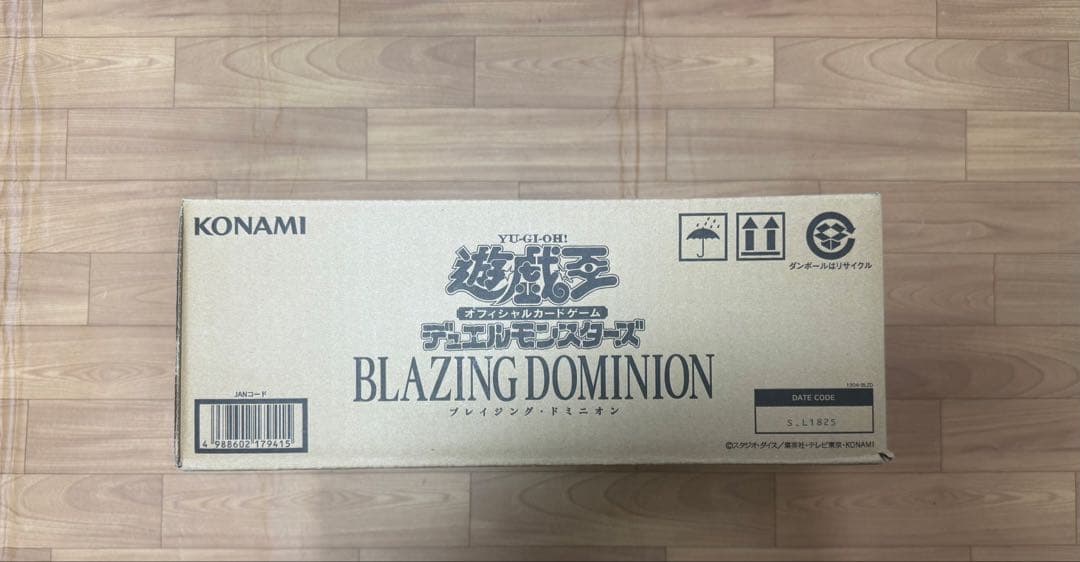 KONAMI
YU-GI-OH!
遊戯王
オフィシャルカードゲーム
デュエルモンスターズ
BLAZING DOMINION
ブレイジング・ドミニオン
ダンボールはリサイクル
JANコード
4 988602 179415
1304-BLZD
DATE CODE
S.L1825
©スタジオ・ダイス/集英社・テレビ東京・KONAMI